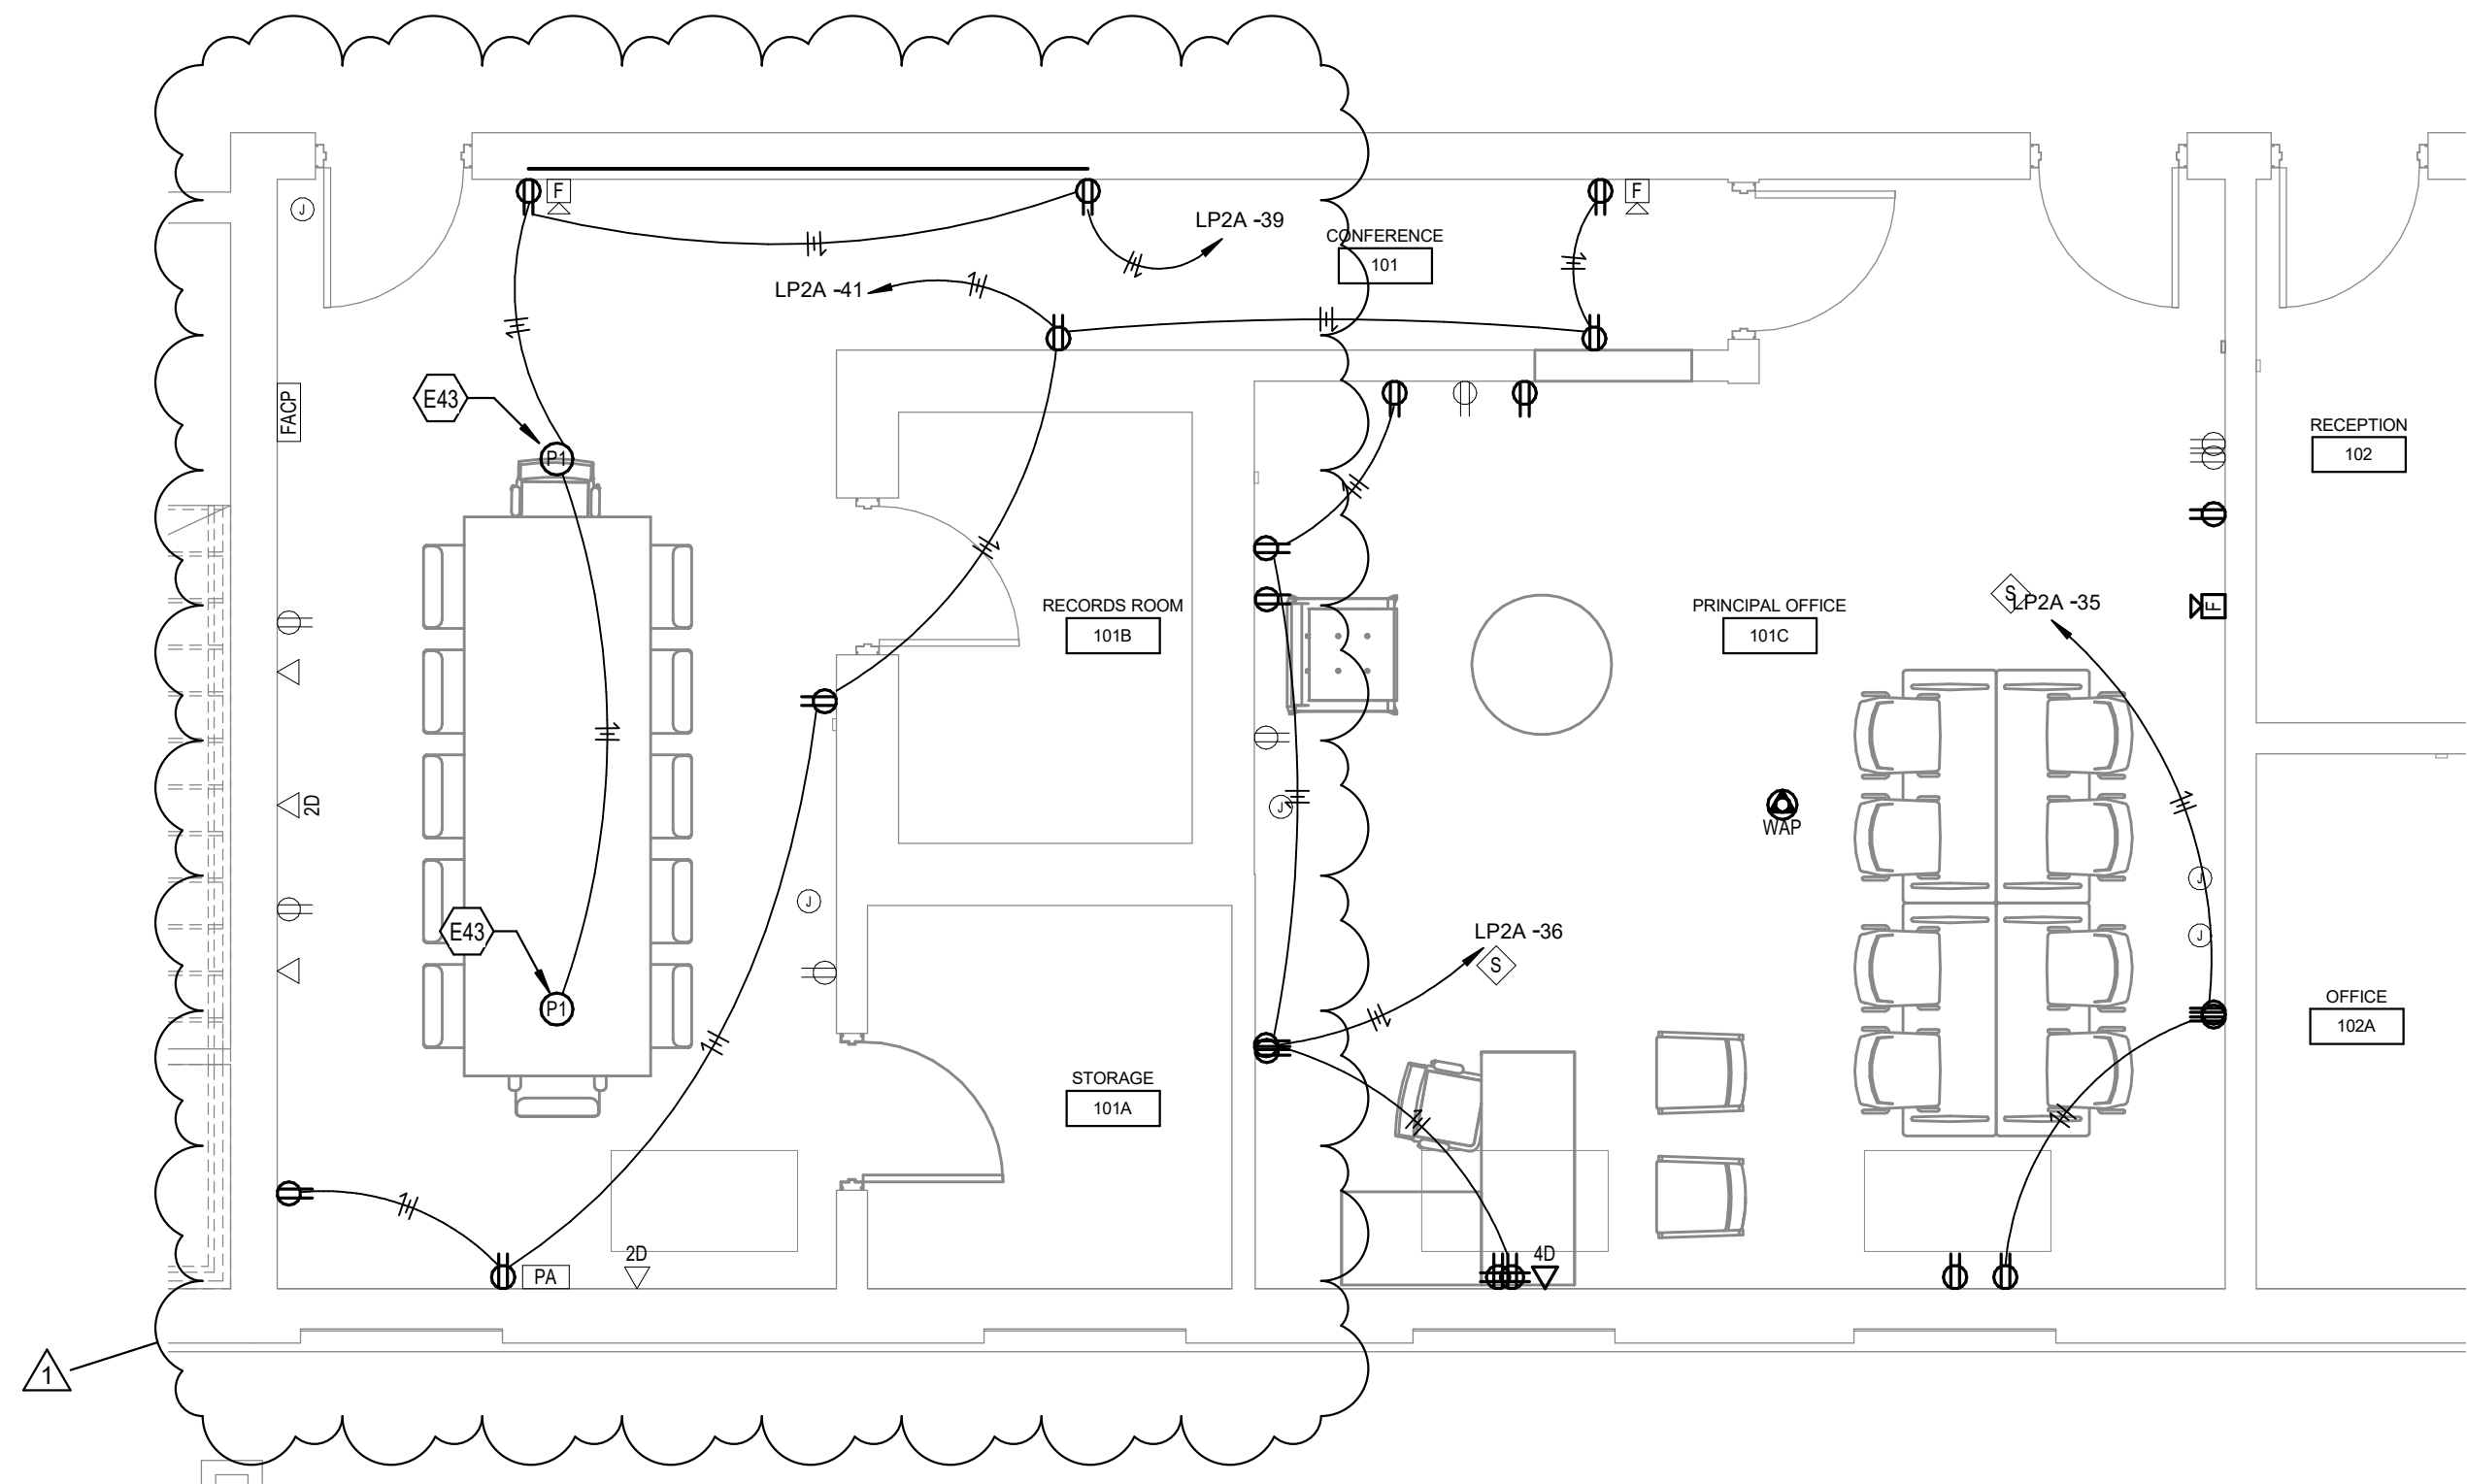 J
F
LP2A -39
F
CONFERENCE
101
LP2A -41
E43
FACP
P1
RECEPTION
102
RECORDS ROOM
101B
PRINCIPAL OFFICE
101C
S
LP2A -35
F
2D
J
WAP
J
J
E43
LP2A -36
J
S
P1
OFFICE
102A
STORAGE
101A
2D
4D
PA
1